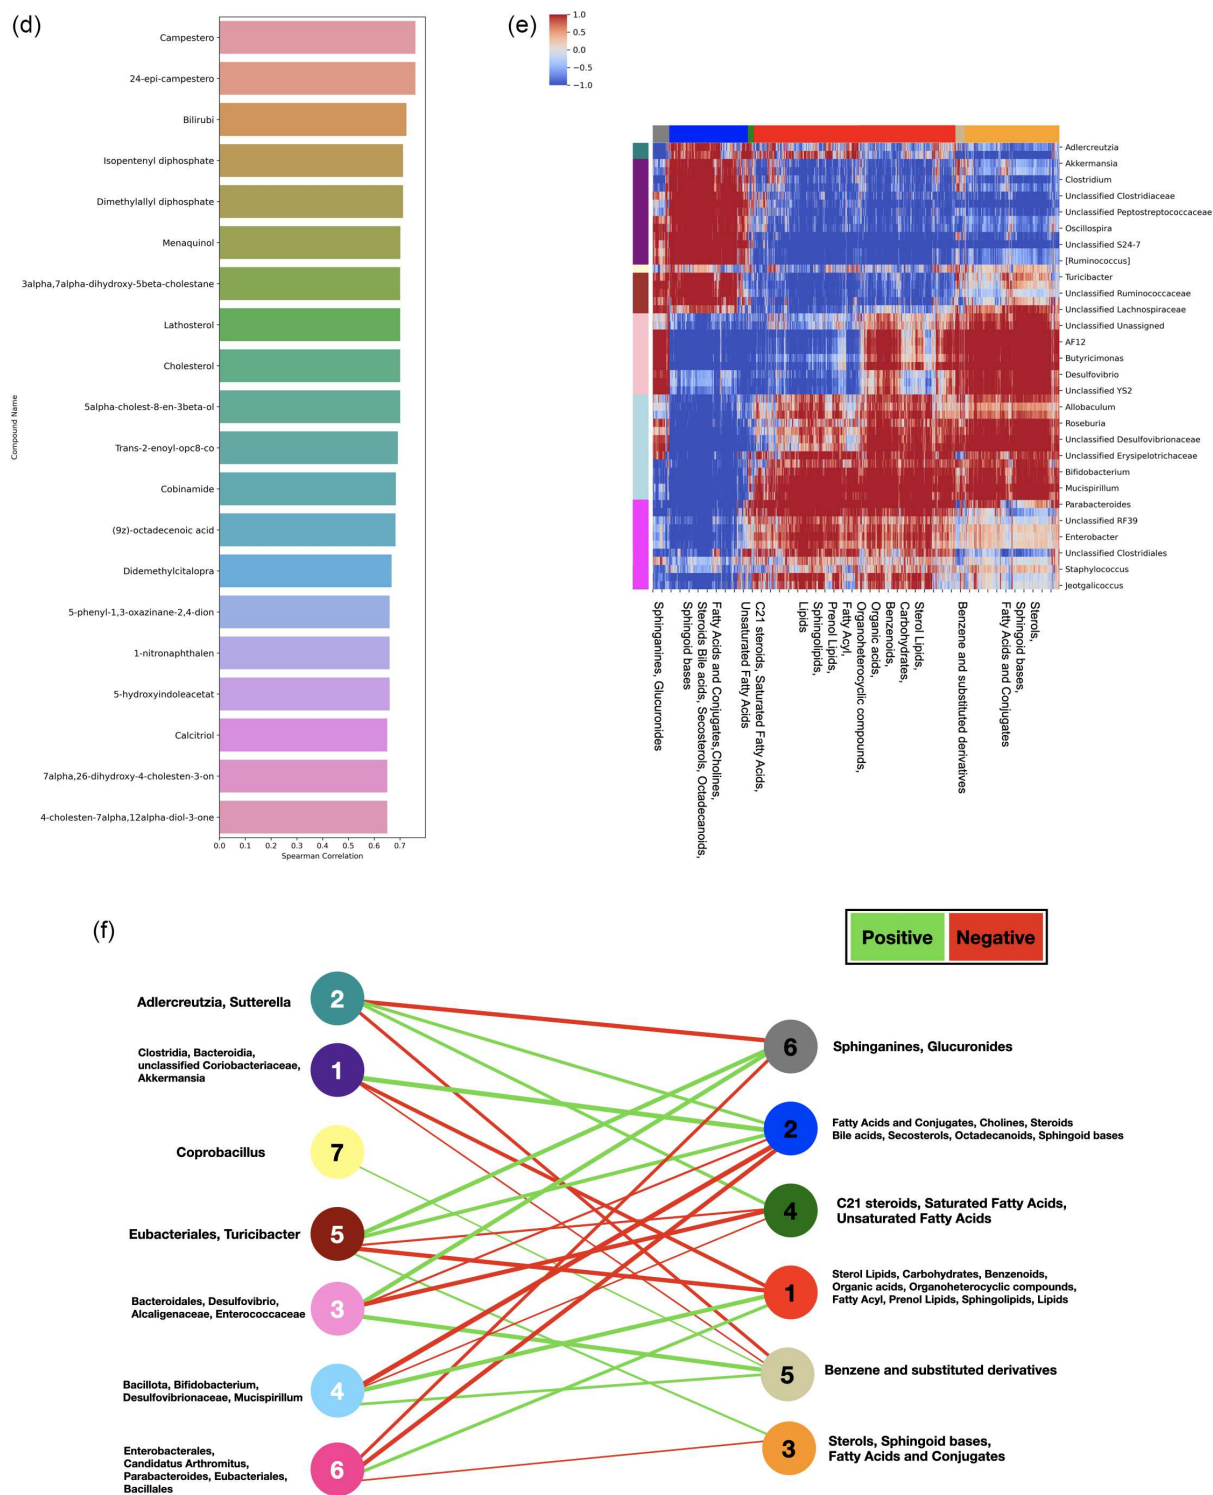 (d)
Campestero
24-epi-campestero
Bilirubi
Isopentenyl diphosphate
Dimethylallyl diphosphate
Menaquinol
3alpha,7alpha-dihydroxy-5beta-cholestane
Lathosterol
Cholesterol
5alpha-cholest-8-en-3beta-ol
Trans-2-enoyl-opc8-co
Cobinamide
(9z)-octadecenoic acid
Didemethylcitalopra
5-phenyl-1,3-oxazinane-2,4-dion
1-nitronaphthalen
5-hydroxyindoleacetat
Calcitriol
7alpha,26-dihydroxy-4-cholesten-3-on
4-cholesten-7alpha,12alpha-diol-3-one
Compound Name
0.0 0.1 0.2 0.3 0.4 0.5 0.6 0.7
Spearman Correlation
(e)
1.0
0.5
0.0
−0.5
−1.0
Adlercreutzia
Akkermansia
Clostridium
Unclassified Clostridiaceae
Unclassified Peptostreptococcaceae
Oscillospira
Unclassified S24-7
[Ruminococcus]
Turicibacter
Unclassified Ruminococcaceae
Unclassified Lachnospiraceae
Unclassified Unassigned
AF12
Butyricimonas
Desulfovibrio
Unclassified YS2
Allobaculum
Roseburia
Unclassified Desulfovibrionaceae
Unclassified Erysipelotrichaceae
Bifidobacterium
Mucispirillum
Parabacteroides
Unclassified RF39
Enterobacter
Unclassified Clostridiales
Staphylococcus
Jeotgalicoccus
Sphinganines, Glucuronides
Sphingoid bases
Steroids Bile acids, Secosterols, Octadecanoids,
Fatty Acids and Conjugates,Cholines,
Unsaturated Fatty Acids
C21 steroids, Saturated Fatty Acids,
Lipids
Sphingolipids,
Prenol Lipids,
Fatty Acyl,
Organoheterocyclic compounds,
Organic acids,
Benzenoids,
Carbohydrates,
Sterol Lipids,
Benzene and substituted derivatives
Fatty Acids and Conjugates
Sphingoid bases,
Sterols,
(f)
Positive Negative
Adlercreutzia, Sutterella
2
Clostridia, Bacteroidia,
unclassified Coriobacteriaceae,
Akkermansia
1
Coprobacillus
7
Eubacteriales, Turicibacter
5
Bacteroidales, Desulfovibrio,
Alcaligenaceae, Enterococcaceae
3
Bacillota, Bifidobacterium,
Desulfovibrionaceae, Mucispirillum
4
Enterobacterales,
Candidatus Arthromitus,
Parabacteroides, Eubacteriales,
Bacillales
6
6
Sphinganines, Glucuronides
2
Fatty Acids and Conjugates, Cholines, Steroids
Bile acids, Secosterols, Octadecanoids, Sphingoid bases
4
C21 steroids, Saturated Fatty Acids,
Unsaturated Fatty Acids
1
Sterol Lipids, Carbohydrates, Benzenoids,
Organic acids, Organoheterocyclic compounds,
Fatty Acyl, Prenol Lipids, Sphingolipids, Lipids
5
Benzene and substituted derivatives
3
Sterols, Sphingoid bases,
Fatty Acids and Conjugates